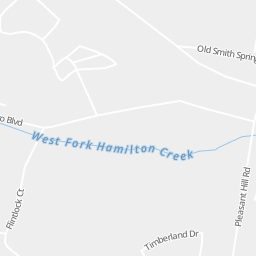 Old Smith Spring
o Blvd
West Fork Hamilton Creek
Pleasant Hill Rd
Flintlock Ct
Timberland Dr